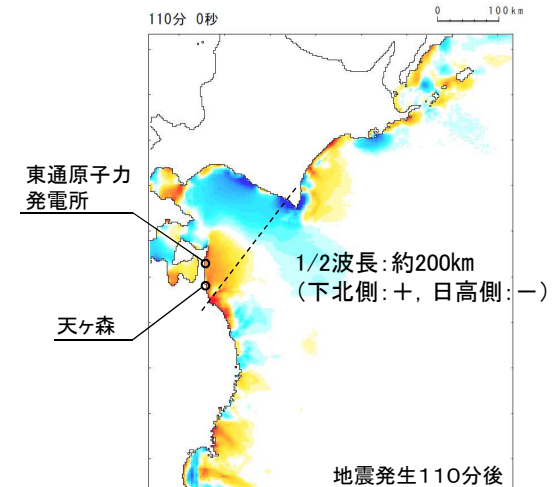 110分 0秒
0 100km
東通原子力
発電所
1/2波長：約200km
（下北側：＋，日高側：－）
天ヶ森
地震発生110分後